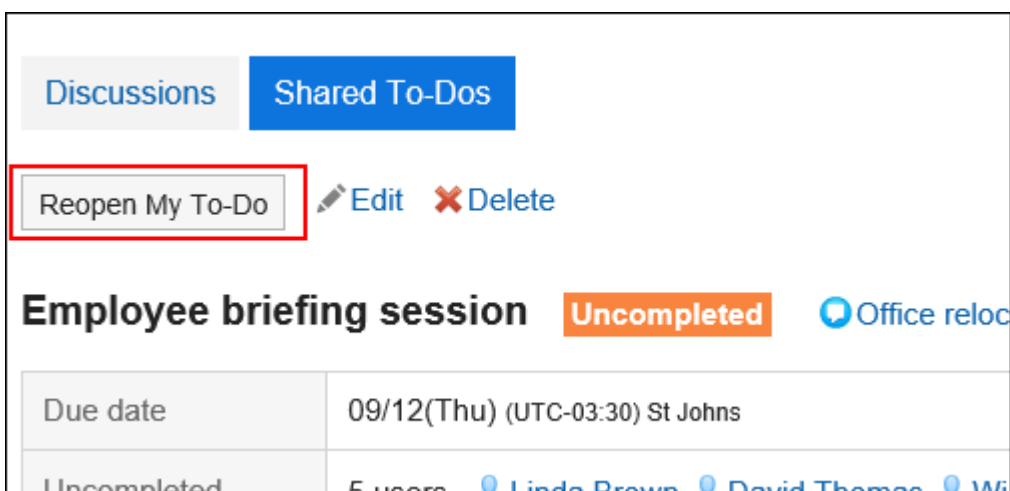 Discussions Shared To-Dos
Reopen My To-Do Edit Delete
Employee briefing session Uncompleted Office reloc
Due date 09/12(Thu) (UTC-03:30) St Johns
Uncompleted 5 users Linda Brown David Thomas Wi